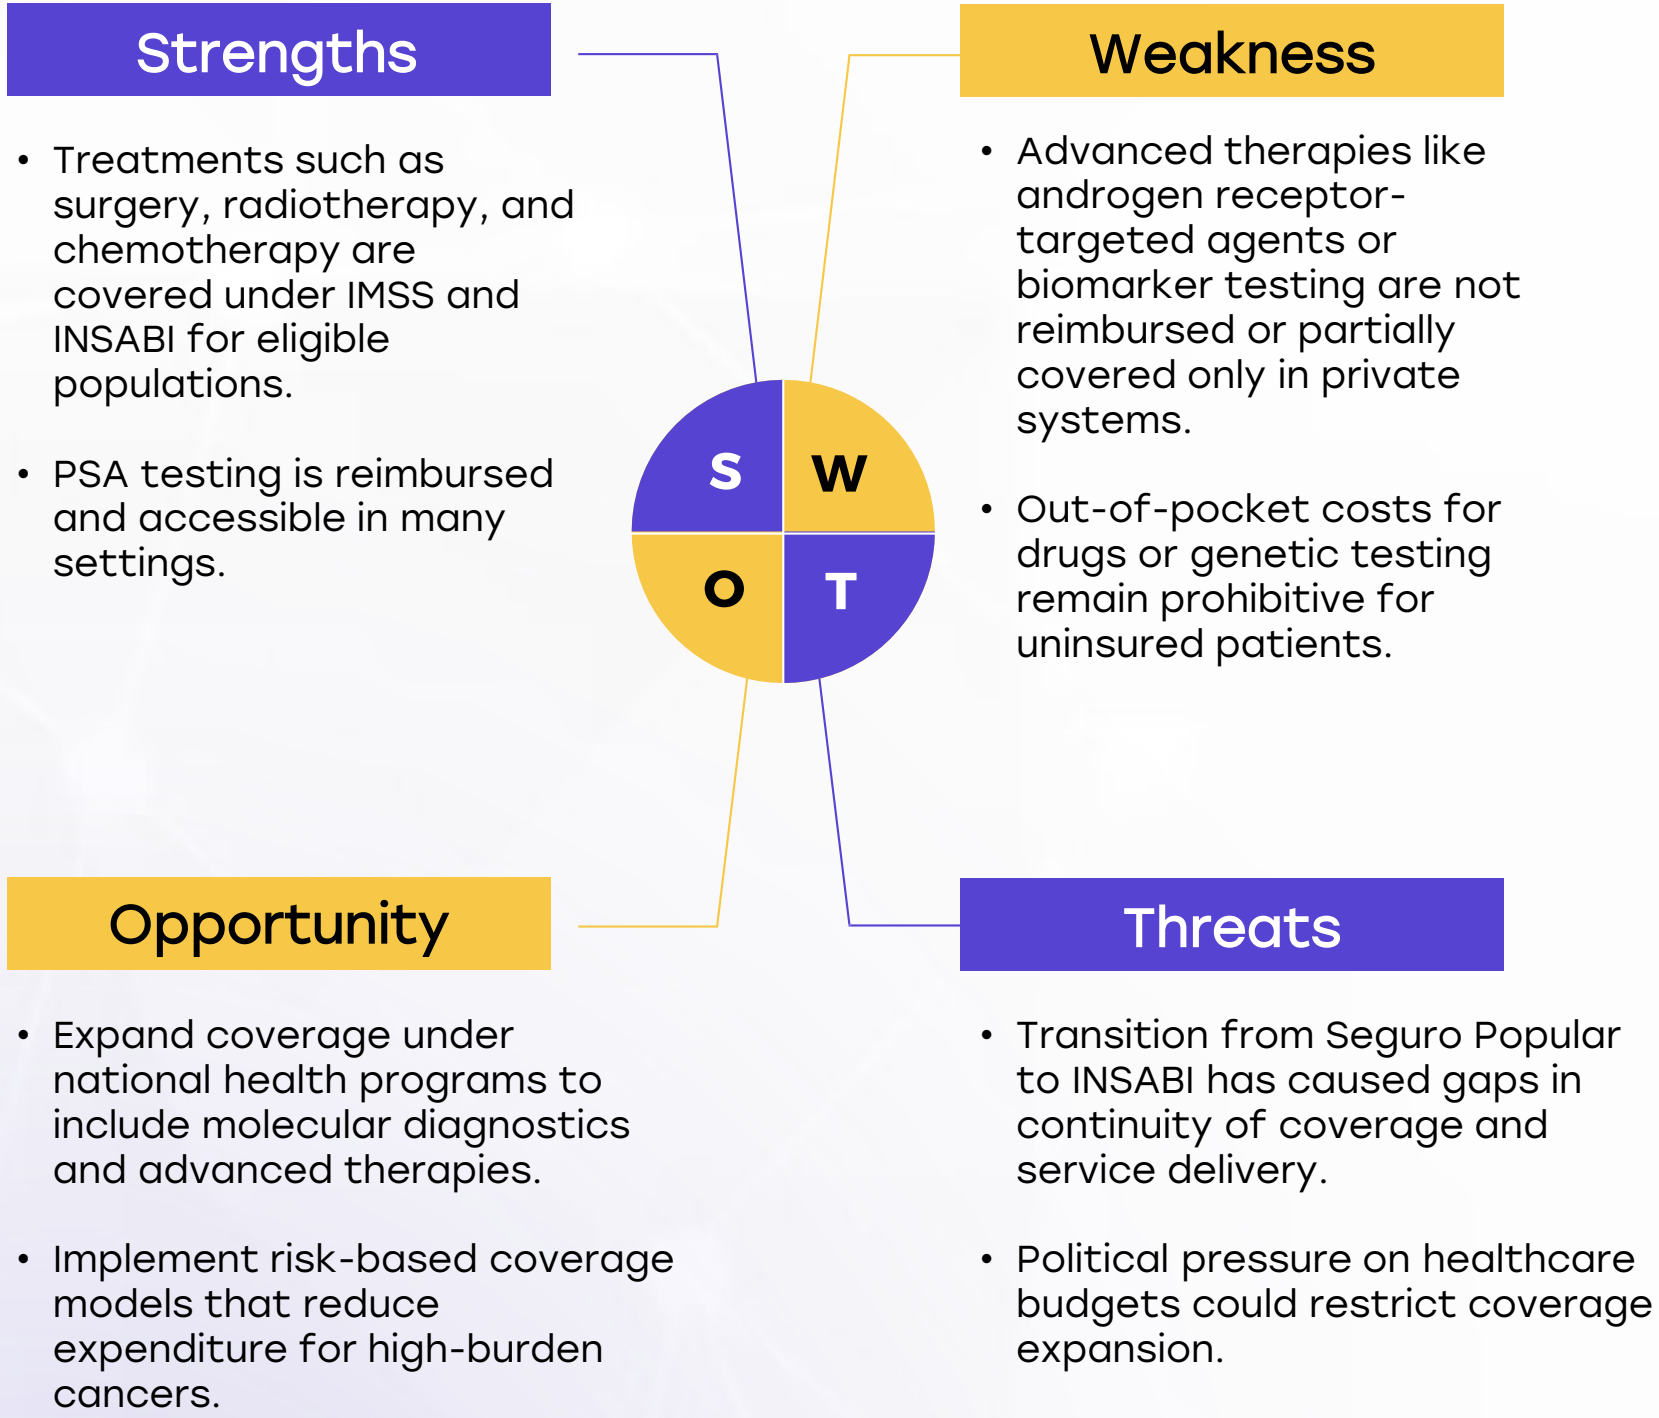 Strengths
• Treatments such as
surgery, radiotherapy, and
chemotherapy are
covered under IMSS and
INSABI for eligible
populations.
• PSA testing is reimbursed
and accessible in many
settings.
Weakness
• Advanced therapies like
androgen receptor-
targeted agents or
biomarker testing are not
reimbursed or partially
covered only in private
systems.
• Out-of-pocket costs for
drugs or genetic testing
remain prohibitive for
uninsured patients.
S
W
O
T
Opportunity
• Expand coverage under
national health programs to
include molecular diagnostics
and advanced therapies.
• Implement risk-based coverage
models that reduce
expenditure for high-burden
cancers.
Threats
• Transition from Seguro Popular
to INSABI has caused gaps in
continuity of coverage and
service delivery.
• Political pressure on healthcare
budgets could restrict coverage
expansion.